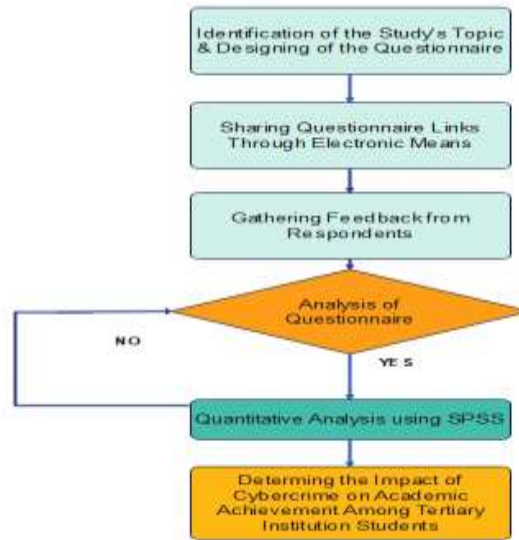 Identification of the Study's Topic
& Designing of the Questionnaire
Sharing Questionnaire Links
Through Electronic Means
Gathering Feedback from
Respondents
Analysis of
Questionnaire
NO
YES
Quantitative Analysis using SPSS
Determing the Impact of
Cybercrime on Academic
Achievement Among Tertiary
Institution Students